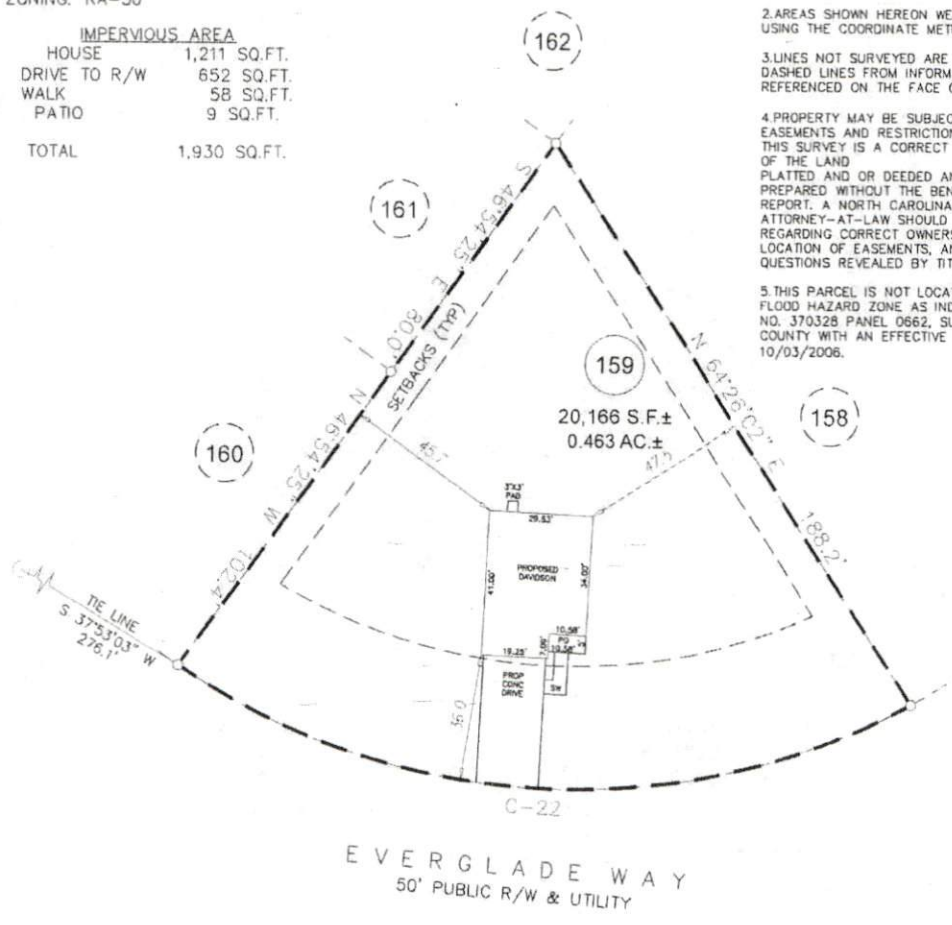 ZONING: RA-30
IMPERVIOUS AREA
HOUSE 1,211 SQ.FT.
DRIVE TO R/W 652 SQ.FT.
WALK 58 SQ.FT.
PATIO 9 SQ.FT.
TOTAL 1,930 SQ.FT.
2.AREAS SHOWN HEREON WE
USING THE COORDINATE MET
3.LINES NOT SURVEYED ARE
DASHED LINES FROM INFORM
REFERENCED ON THE FACE
4.PROPERTY MAY BE SUBJEC
EASEMENTS AND RESTRICTION
THIS SURVEY IS A CORRECT
OF THE LAND
PLATTED AND OR DEEDED AN
PREPARED WITHOUT THE BEN
REPORT. A NORTH CAROLINA
ATTORNEY-AT-LAW SHOULD
REGARDING CORRECT OWNERS
LOCATION OF EASEMENTS, AN
QUESTIONS REVEALED BY TIT
5.THIS PARCEL IS NOT LOCAT
FLOOD HAZARD ZONE AS IND
NO. 370328 PANEL 0662, SU
COUNTY WITH AN EFFECTIVE
10/03/2006.
162
161
S 46°54'25" E 80.0'
SETBACKS (TYP)
159
20,166 S.F.±
0.463 AC.±
N 64°26'02" E 188.2'
158
160
N 46°54'25" W 102.4'
45.7'
47.5'
3'X3'
PAD
29.83'
PROPOSED
DAVIDSON
41.00'
34.00'
10.58'
PO
10.58'
7.00'
19.25'
PROP
CONC
DRIVE
SW
36.0
TIE LINE
S 37°53'03" W
276.1'
C-22
EVERGLADE WAY
50' PUBLIC R/W & UTILITY